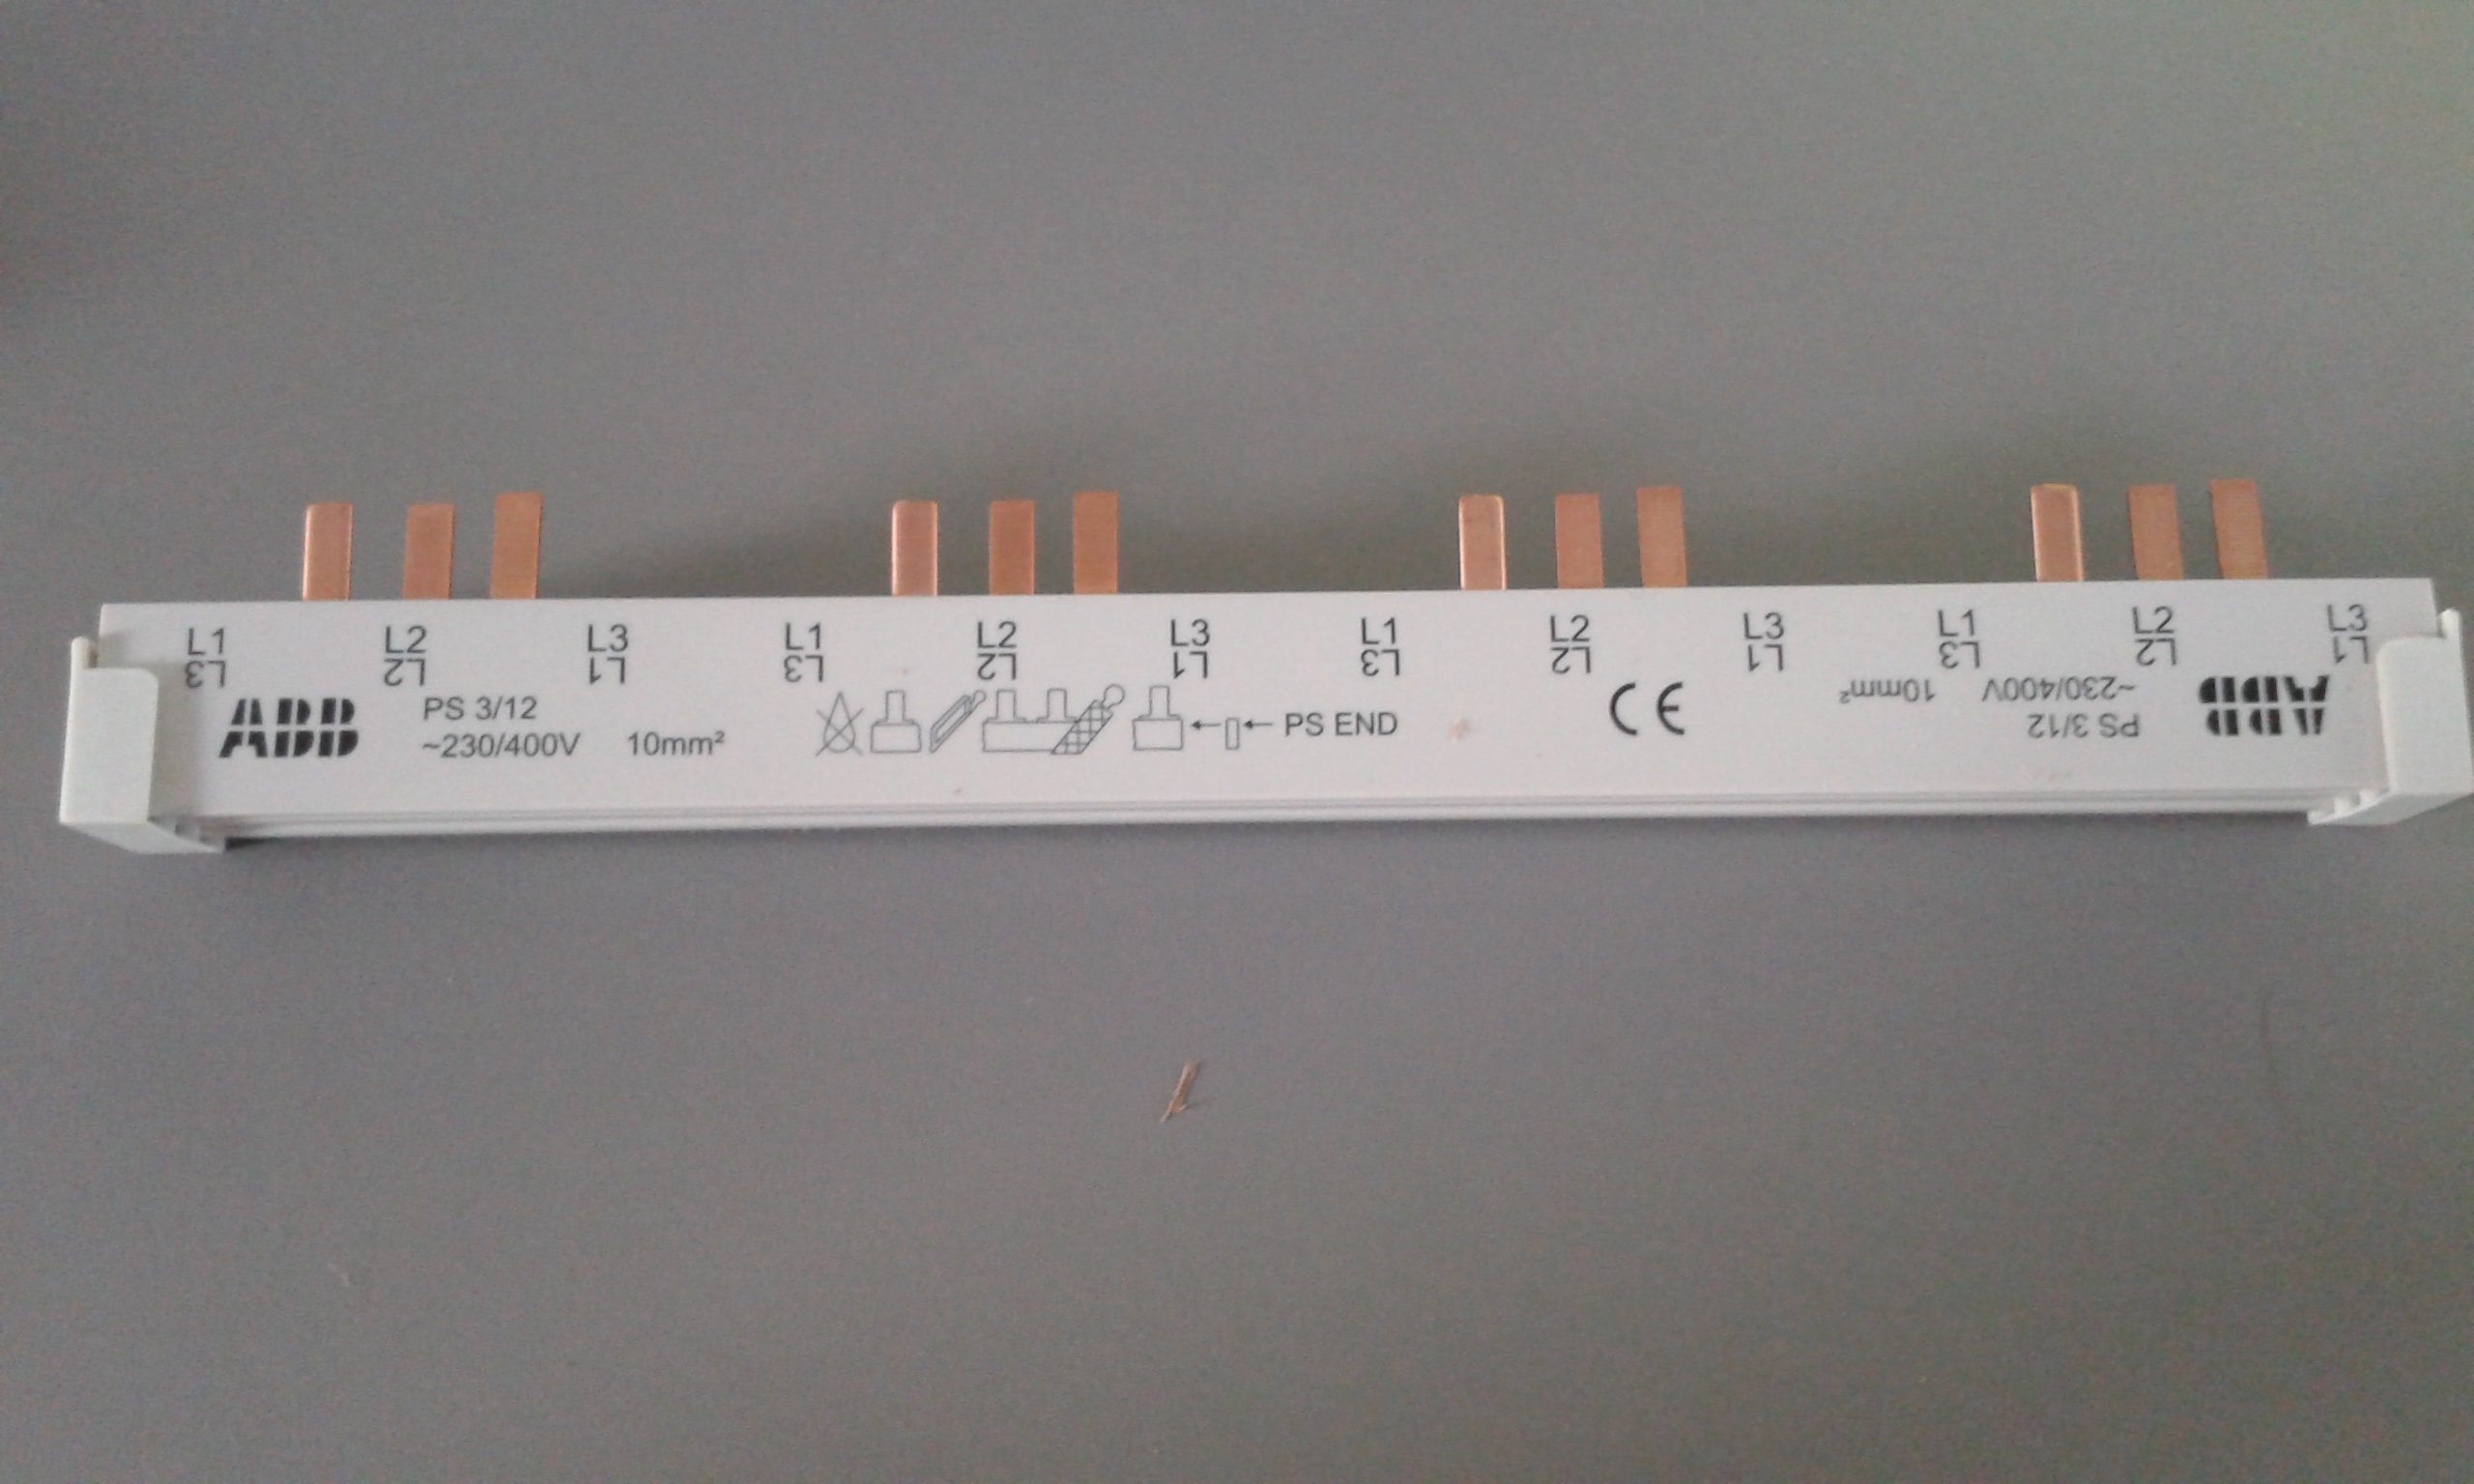 L1 L2 L3 L1 L2 L3 L1 L2 L3 L1 L2 L3
L3 L2 L1 L3 L2 L1 L3 L2 L1 L3 L2 L1
ABB PS 3/12
~230/400V 10mm²
PS END
CE
~230/400V 10mm²
PS 3/12 ABB